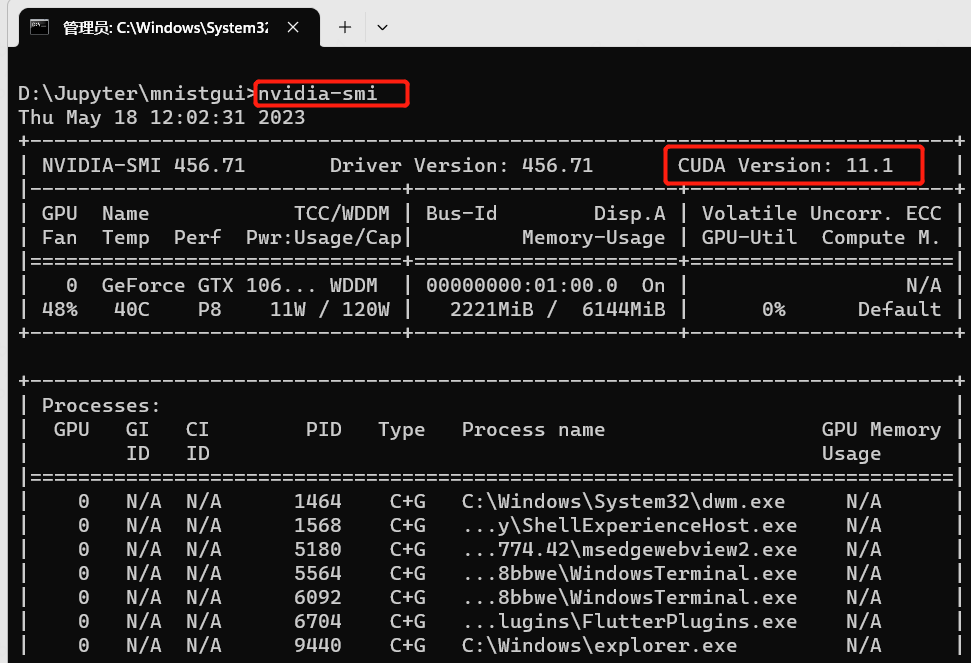 管理员: C:\Windows\System32
D:\Jupyter\mnistgui>nvidia-smi
Thu May 18 12:02:31 2023
+-----------------------------------------------------------------------------+
| NVIDIA-SMI 456.71       Driver Version: 456.71       CUDA Version: 11.1     |
|-------------------------------+----------------------+----------------------+
| GPU  Name            TCC/WDDM | Bus-Id        Disp.A | Volatile Uncorr. ECC |
| Fan  Temp  Perf  Pwr:Usage/Cap|         Memory-Usage | GPU-Util  Compute M. |
|===============================+======================+======================|
|   0  GeForce GTX 106... WDDM  | 00000000:01:00.0  On |                  N/A |
| 48%   40C    P8    11W / 120W |   2221MiB /  6144MiB |      0%      Default |
+-------------------------------+----------------------+----------------------+
+-----------------------------------------------------------------------------+
| Processes:                                                                  |
|  GPU   GI   CI        PID   Type   Process name                  GPU Memory |
|        ID   ID                                                   Usage      |
|=============================================================================|
|    0   N/A  N/A      1464    C+G   C:\Windows\System32\dwm.exe     N/A      |
|    0   N/A  N/A      1568    C+G   ...y\ShellExperienceHost.exe    N/A      |
|    0   N/A  N/A      5180    C+G   ...774.42\msedgewebview2.exe    N/A      |
|    0   N/A  N/A      5564    C+G   ...8bbwe\WindowsTerminal.exe    N/A      |
|    0   N/A  N/A      6092    C+G   ...8bbwe\WindowsTerminal.exe    N/A      |
|    0   N/A  N/A      6704    C+G   ...lugins\FlutterPlugins.exe    N/A      |
|    0   N/A  N/A      9440    C+G   C:\Windows\explorer.exe         N/A      |